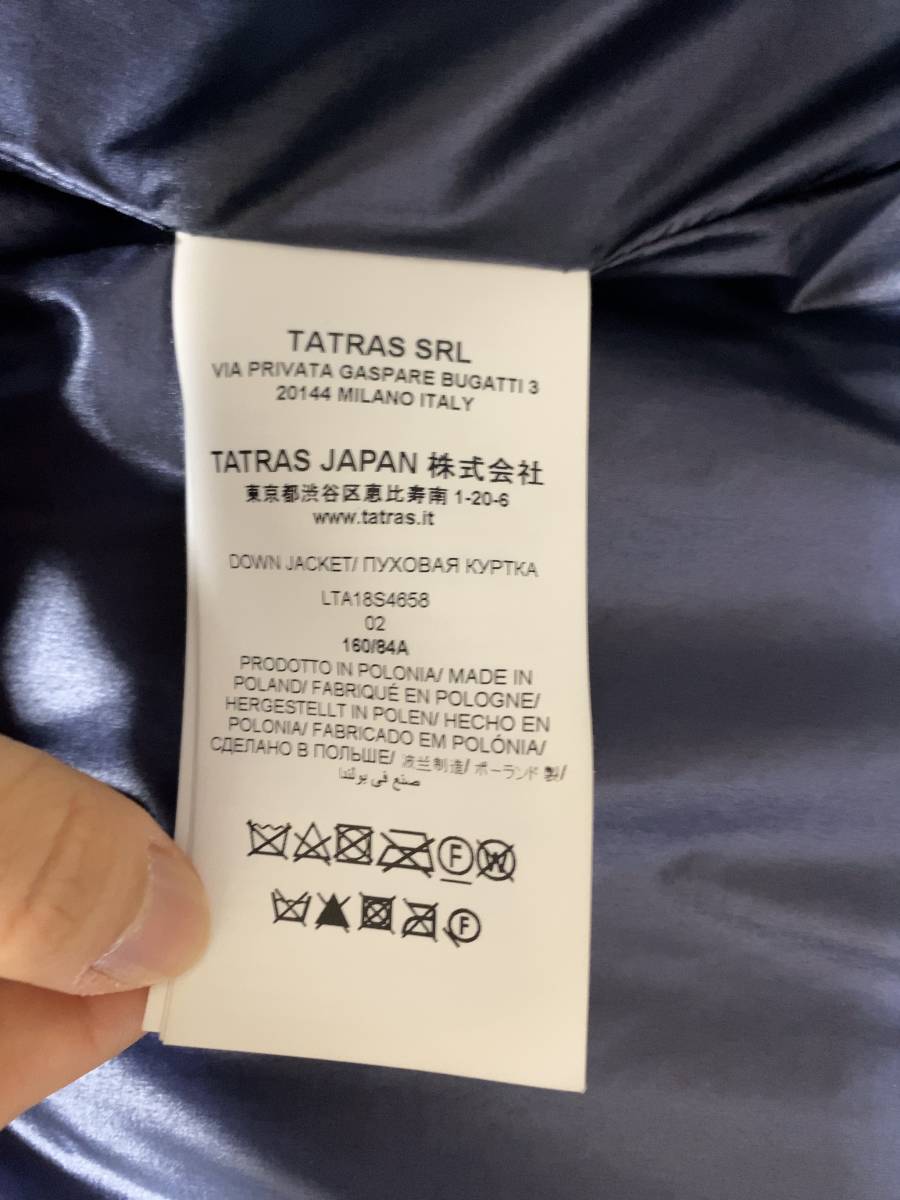 TATRAS SRL
VIA PRIVATA GASPARE BUGATTI 3
20144 MILANO ITALY
TATRAS JAPAN 株式会社
東京都渋谷区恵比寿南 1-20-6
www.tatras.it
DOWN JACKET/ ПУХОВАЯ КУРТКА
LTA18S4658
02
160/84A
PRODOTTO IN POLONIA/ MADE IN
POLAND/ FABRIQUÉ EN POLOGNE/
HERGESTELLT IN POLEN/ HECHO EN
POLONIA/ FABRICADO EM POLÓNIA/
СДЕЛАНО В ПОЛЬШЕ/ 波兰制造/ ポーランド 製/
صنع في بولندا
F W
F